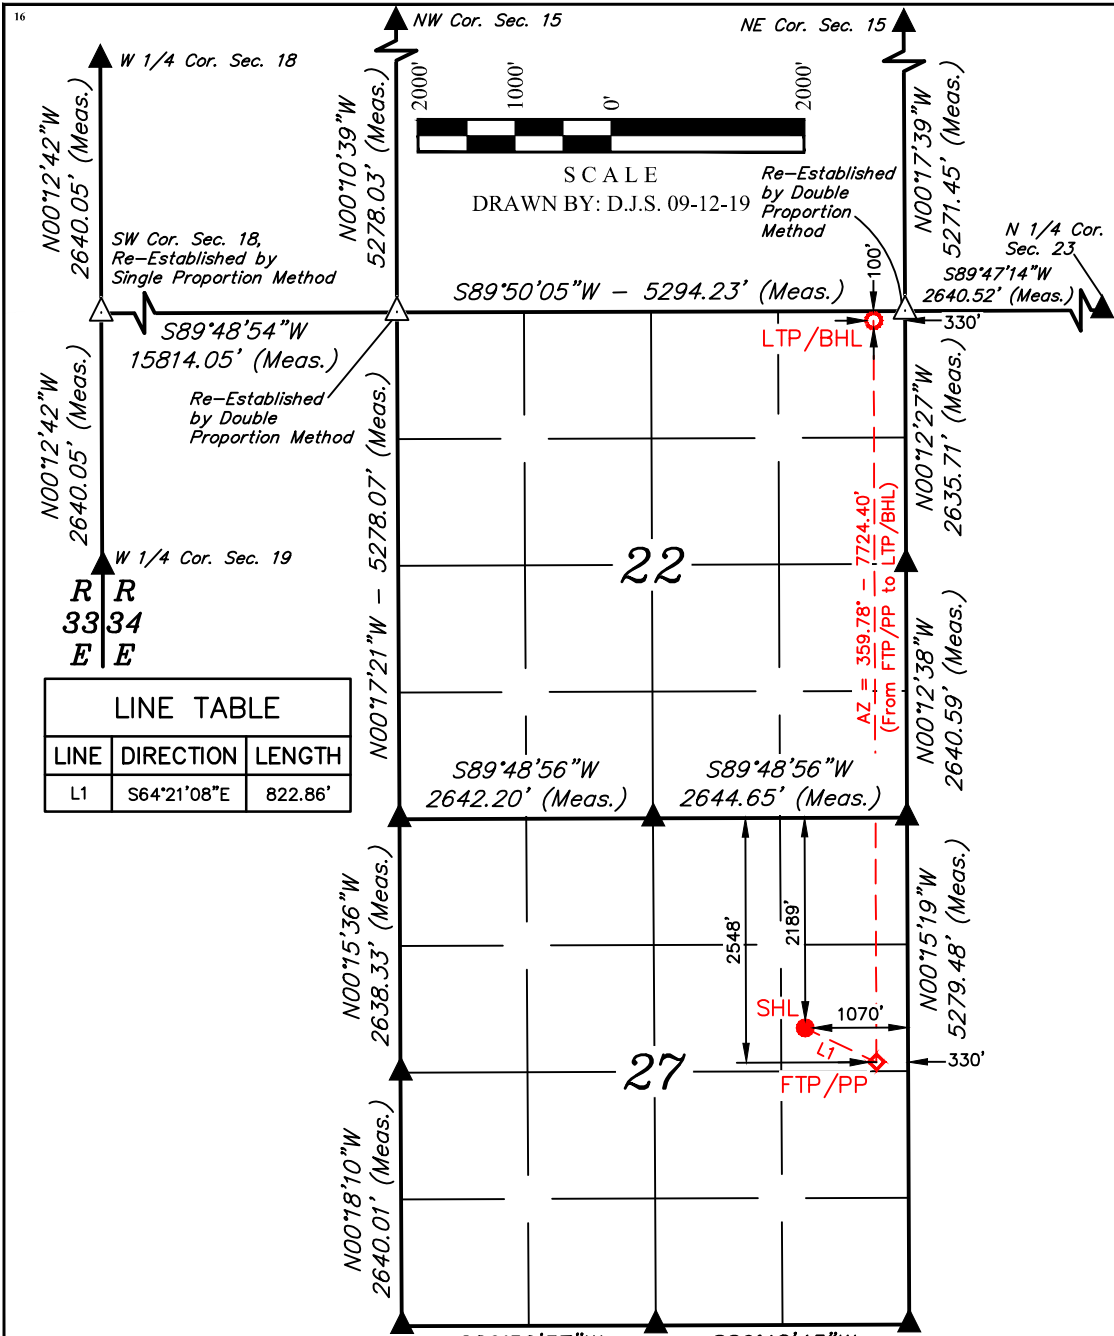 16
NW Cor. Sec. 15
NE Cor. Sec. 15
W 1/4 Cor. Sec. 18
N00°12'42"W
2640.05' (Meas.)
N00°10'39"W
5278.03' (Meas.)
2000'
1000'
0'
2000'
SCALE
DRAWN BY: D.J.S. 09-12-19
Re-Established
by Double
Proportion
Method
N00°17'39"W
5271.45' (Meas.)
N 1/4 Cor.
Sec. 23
S89°47'14"W
2640.52' (Meas.)
SW Cor. Sec. 18,
Re-Established by
Single Proportion Method
S89°50'05"W - 5294.23' (Meas.)
100'
330'
LTP/BHL
S89°48'54"W
15814.05' (Meas.)
Re-Established
by Double
Proportion Method
N00°12'42"W
2640.05' (Meas.)
W 1/4 Cor. Sec. 19
R R
33 34
E E
N00°17'21"W - 5278.07' (Meas.)
22
AZ = 359.78° - 7724.40'
(From FTP/PP to LTP/BHL)
N00°12'27"W
2635.71' (Meas.)
N00°12'38"W
2640.59' (Meas.)
LINE TABLE
LINE DIRECTION LENGTH
L1 S64°21'08"E 822.86'
S89°48'56"W
2642.20' (Meas.)
S89°48'56"W
2644.65' (Meas.)
N00°15'36"W
2638.33' (Meas.)
2548'
2189'
N00°15'19"W
5279.48' (Meas.)
SHL
1070'
L1
330'
FTP/PP
27
N00°18'10"W
2640.01' (Meas.)